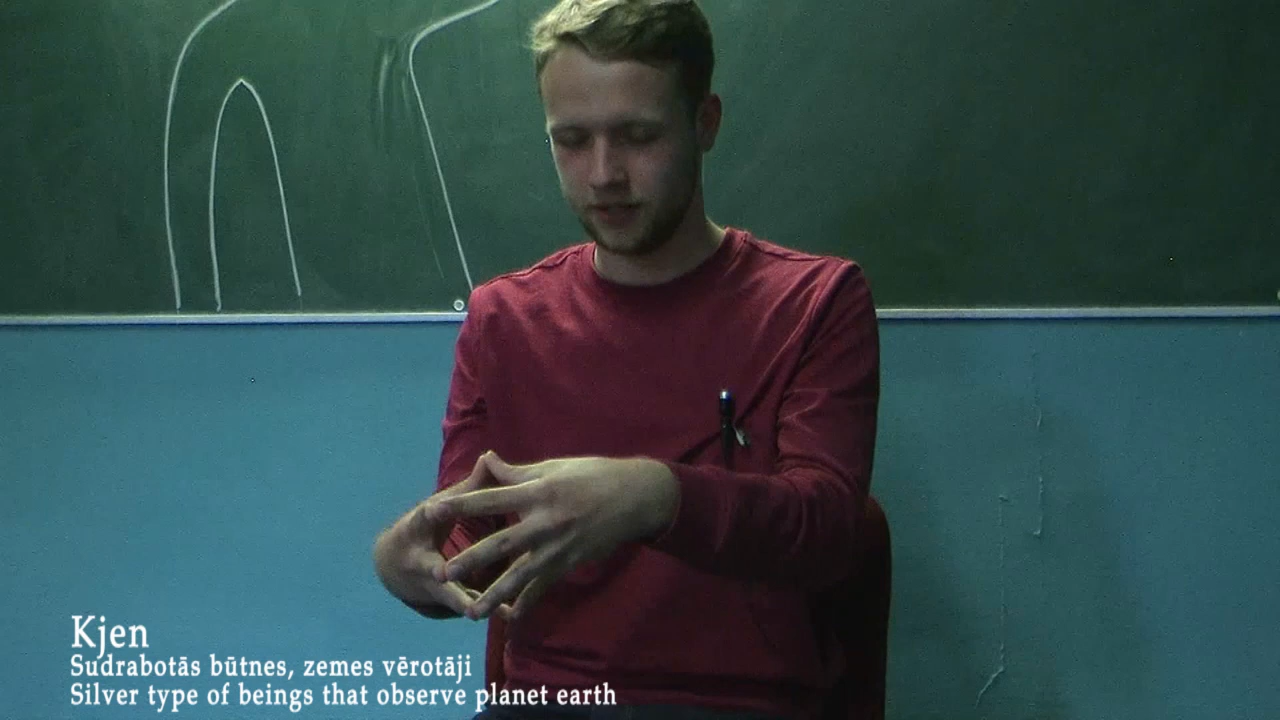 Kjen
Sudrabotās būtnes, zemes vērotāji
Silver type of beings that observe planet earth